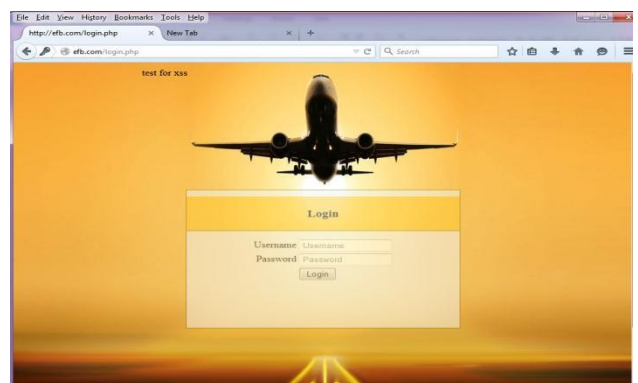 File Edit View History Bookmarks Tools Help
http://efb.com/login.php × New Tab × +
efb.com/login.php Search
test for xss
Login
Username Username
Password Password
Login